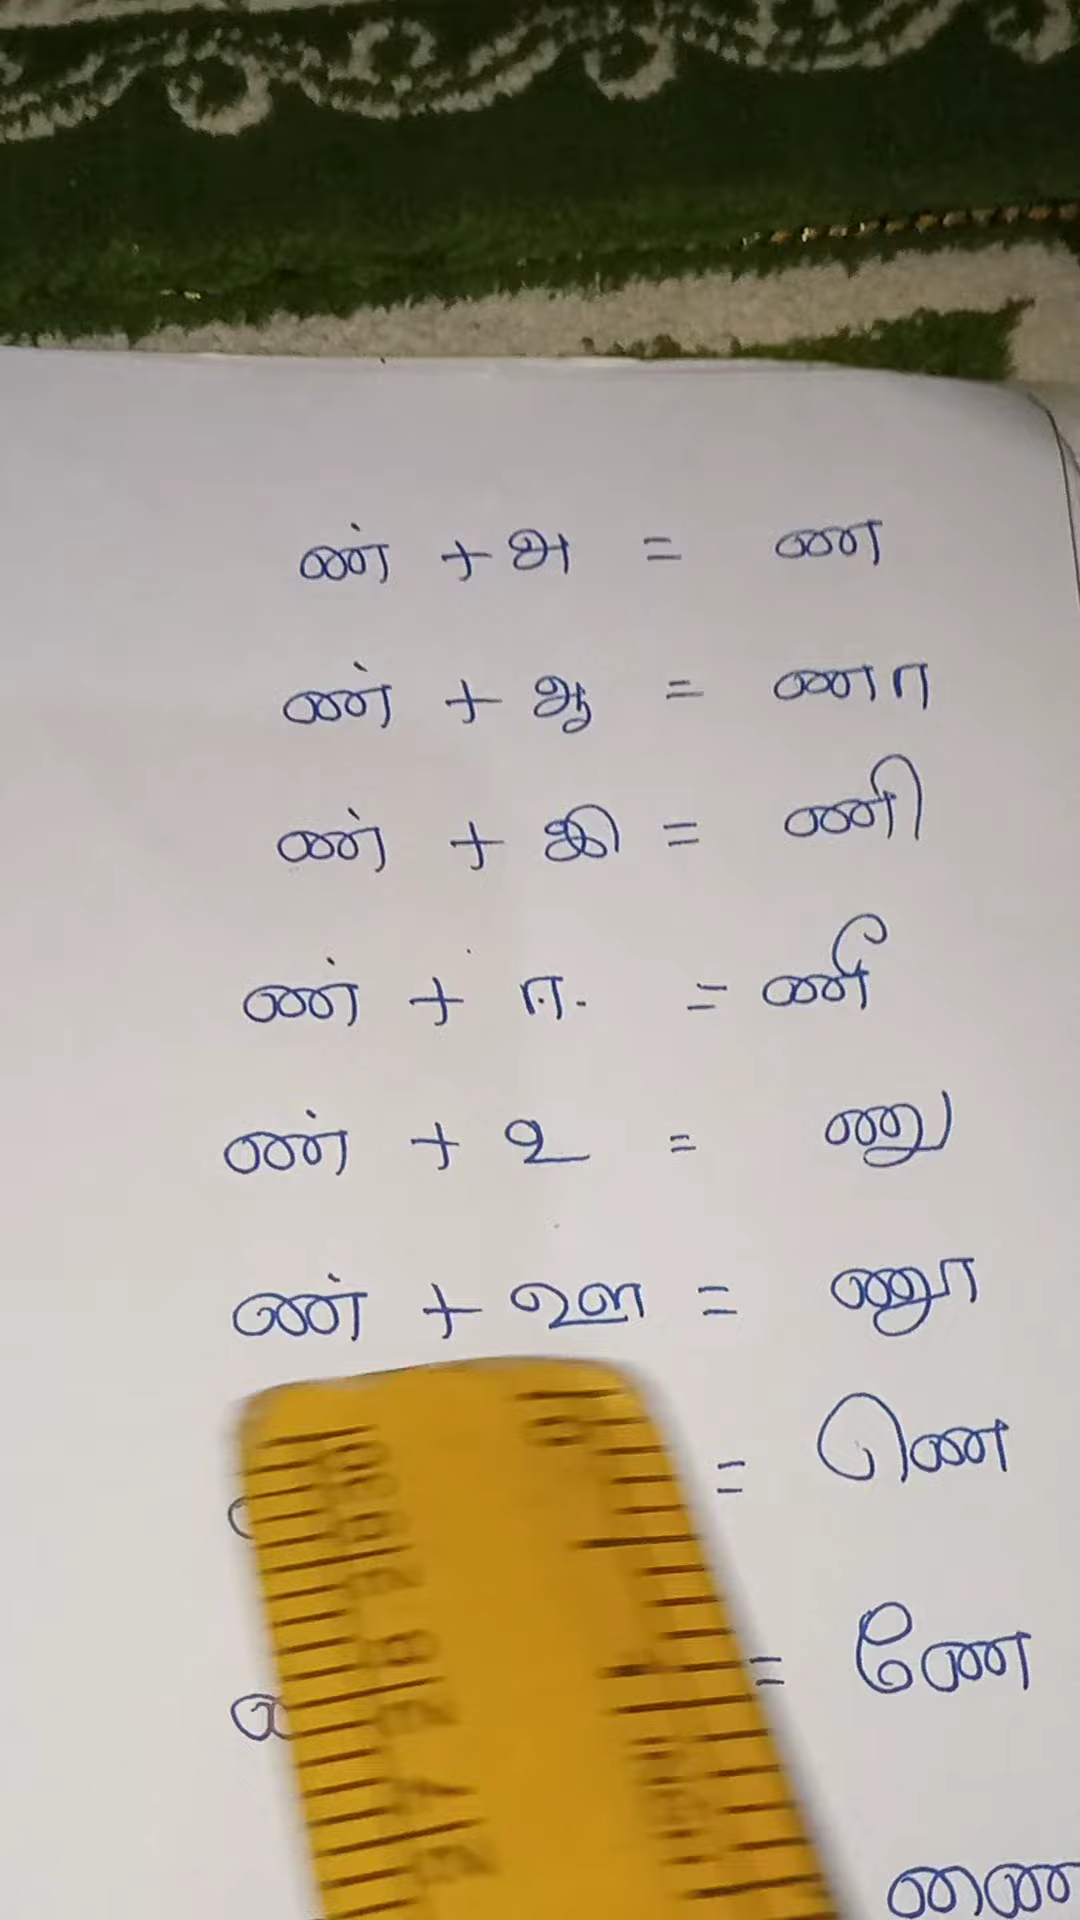 ண் + அ = ண
ண் + ஆ = ணா
ண் + இ = ணி
ண் + ஈ = ணீ
ண் + உ = ணு
ண் + ஊ = ணூ
= ணெ
= ணே
ணை